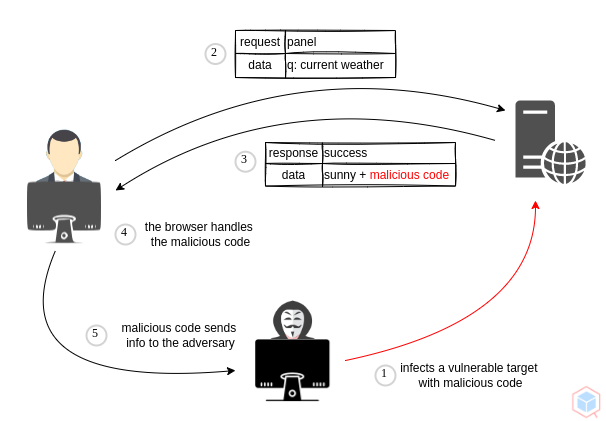 2
request panel
data q: current weather
3
response success
data sunny + malicious code
4
the browser handles
the malicious code
5
malicious code sends
info to the adversary
1
infects a vulnerable target
with malicious code